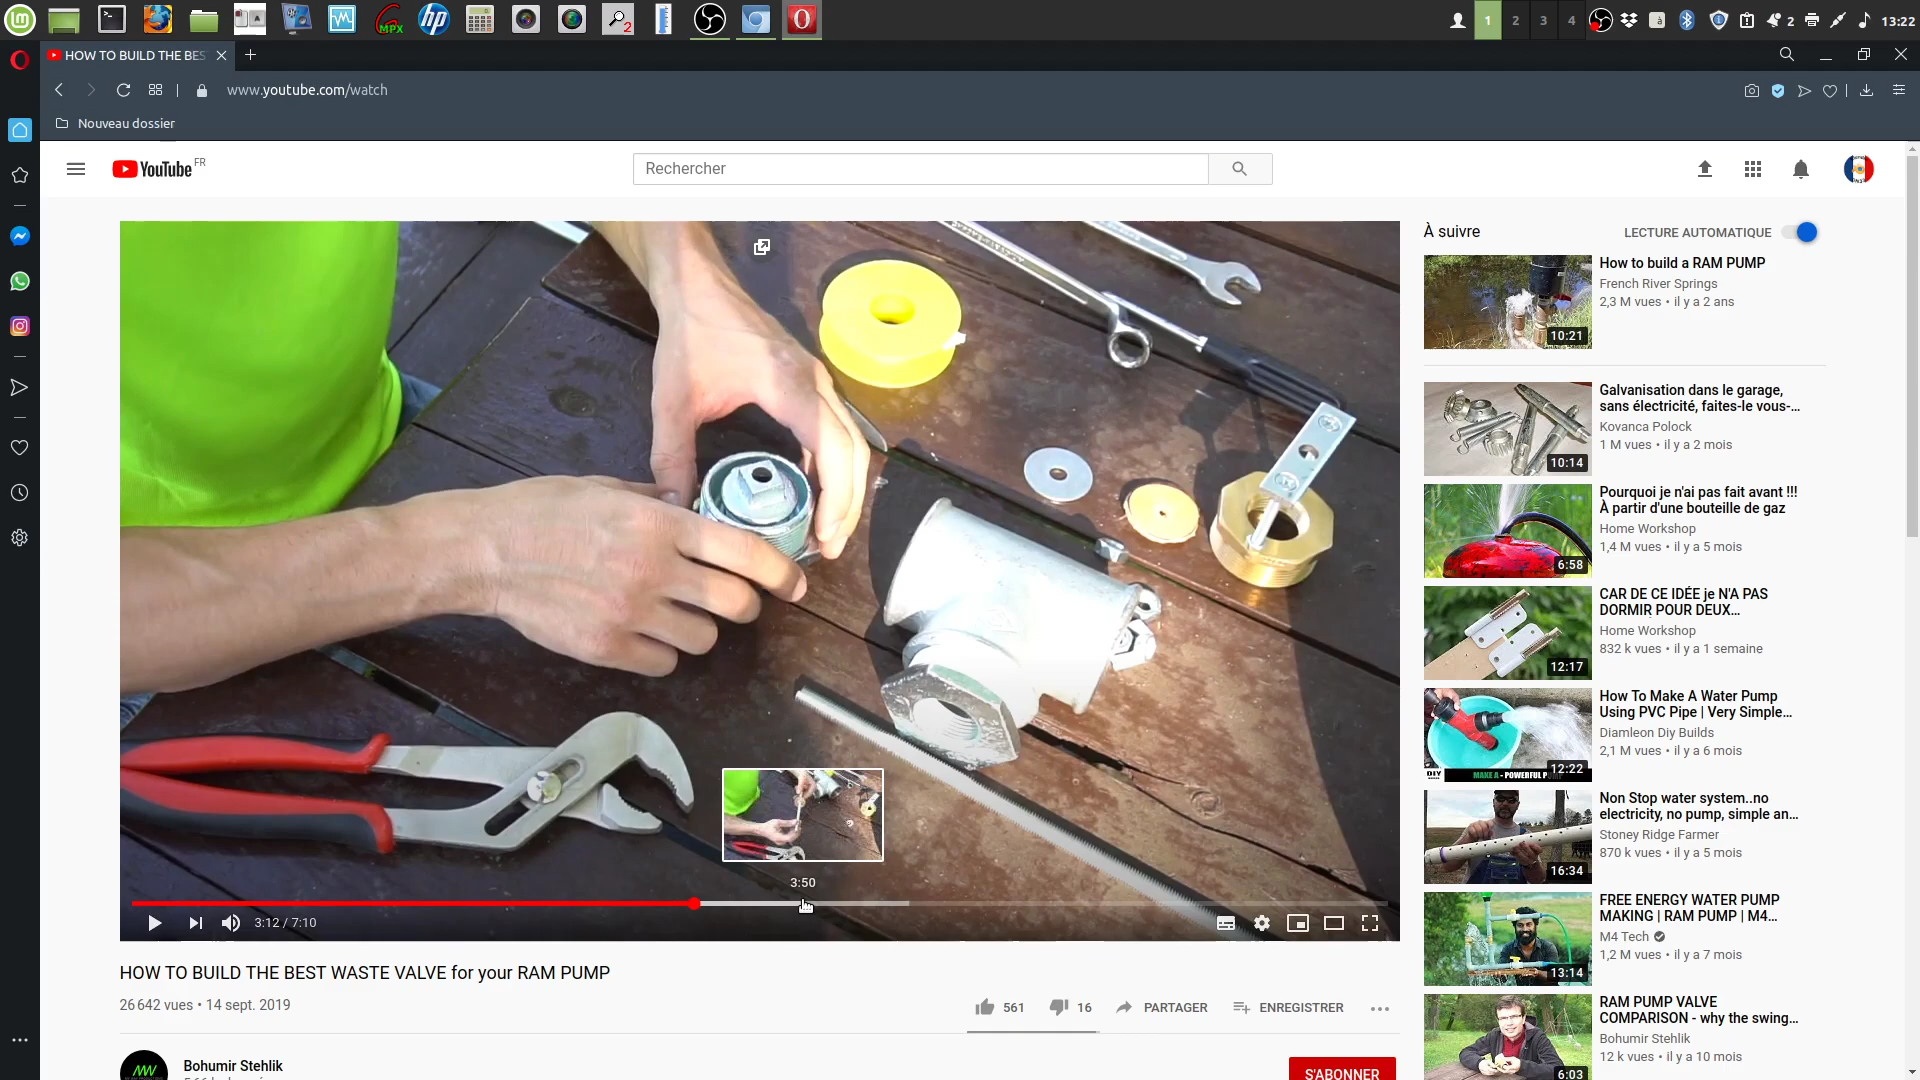 MPX
2
1
2
3
4
à
2
13:22
HOW TO BUILD THE BES
www.youtube.com/watch
Nouveau dossier
YouTube FR
Rechercher
3:50
3:12 / 7:10
HOW TO BUILD THE BEST WASTE VALVE for your RAM PUMP
26 642 vues • 14 sept. 2019
561
16
PARTAGER
ENREGISTRER
Bohumir Stehlik
S'ABONNER
À suivre
LECTURE AUTOMATIQUE
How to build a RAM PUMP
French River Springs
2,3 M vues • il y a 2 ans
10:21
Galvanisation dans le garage,
sans électricité, faites-le vous-...
Kovanca Polock
1 M vues • il y a 2 mois
10:14
Pourquoi je n'ai pas fait avant !!!
À partir d'une bouteille de gaz
Home Workshop
1,4 M vues • il y a 5 mois
6:58
CAR DE CE IDÉE je N'A PAS
DORMIR POUR DEUX...
Home Workshop
832 k vues • il y a 1 semaine
12:17
How To Make A Water Pump
Using PVC Pipe | Very Simple...
Diamleon Diy Builds
2,1 M vues • il y a 6 mois
12:22
DIY
MAKE A - POWERFUL
Non Stop water system..no
electricity, no pump, simple an...
Stoney Ridge Farmer
870 k vues • il y a 5 mois
16:34
FREE ENERGY WATER PUMP
MAKING | RAM PUMP | M4...
M4 Tech
1,2 M vues • il y a 7 mois
13:14
RAM PUMP VALVE
COMPARISON - why the swing...
Bohumir Stehlik
12 k vues • il y a 10 mois
6:03